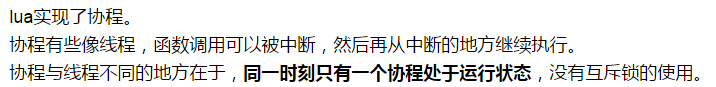 lua实现了协程。
协程有些像线程，函数调用可以被中断，然后再从中断的地方继续执行。
协程与线程不同的地方在于，同一时刻只有一个协程处于运行状态，没有互斥锁的使用。